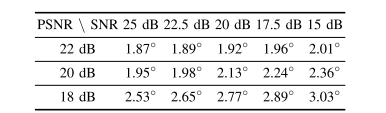 PSNR \ SNR 25 dB 22.5 dB 20 dB 17.5 dB 15 dB
22 dB 1.87° 1.89° 1.92° 1.96° 2.01°
20 dB 1.95° 1.98° 2.13° 2.24° 2.36°
18 dB 2.53° 2.65° 2.77° 2.89° 3.03°